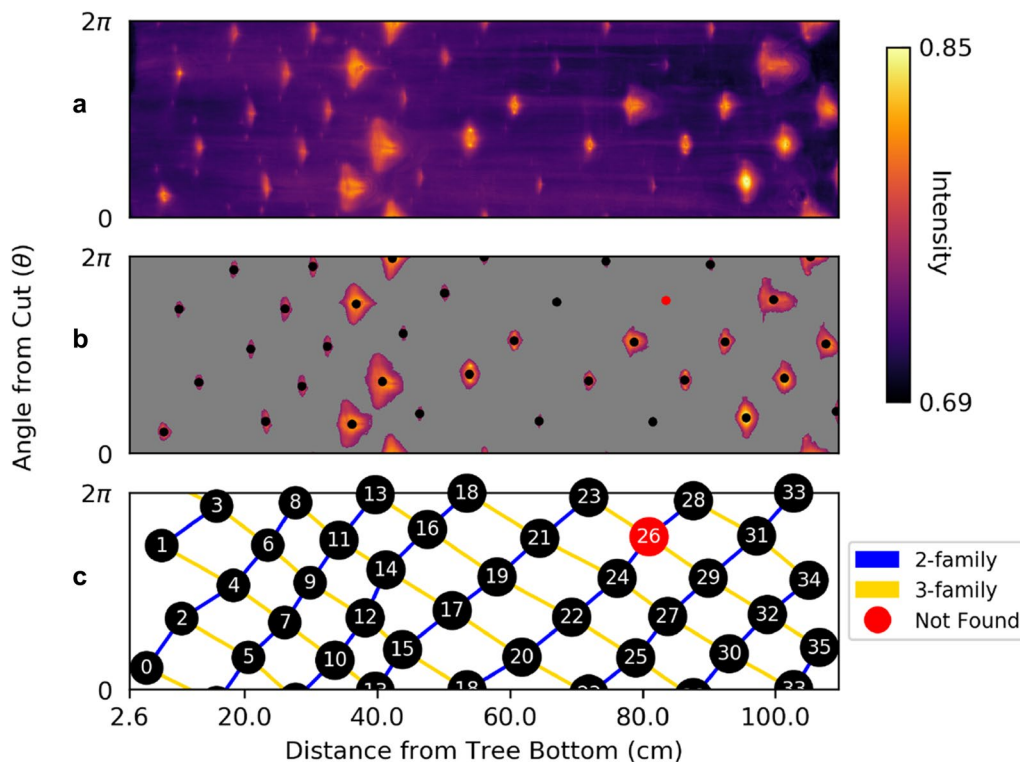 2π
a
0
0.85
Intensity
0.69
Angle from Cut (θ)
2π
b
0
2π
c
0
3 8 13 18 23 28 33
1 6 11 16 21 26 31
4 9 14 19 24 29 34
2 7 12 17 22 27 32
0 5 10 15 20 25 30 35
13 18 33
2-family
3-family
Not Found
2.6 20.0 40.0 60.0 80.0 100.0
Distance from Tree Bottom (cm)